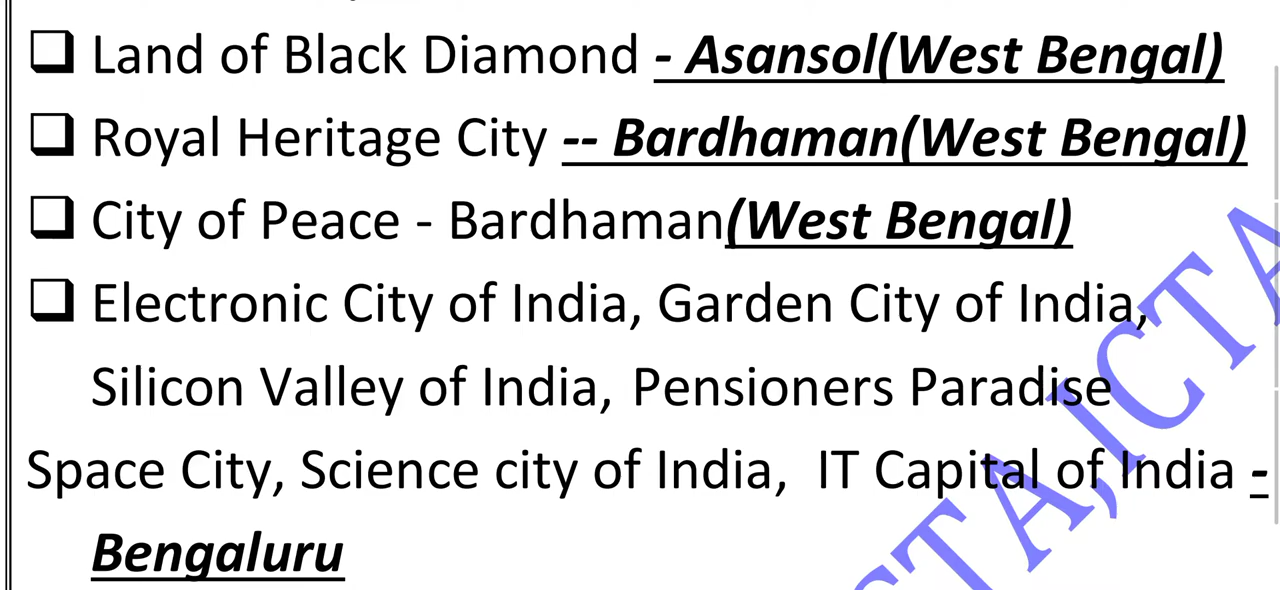 ❑ Land of Black Diamond - Asansol(West Bengal)
❑ Royal Heritage City -- Bardhaman(West Bengal)
❑ City of Peace - Bardhaman(West Bengal)
❑ Electronic City of India, Garden City of India,
Silicon Valley of India, Pensioners Paradise
Space City, Science city of India, IT Capital of India -
Bengaluru